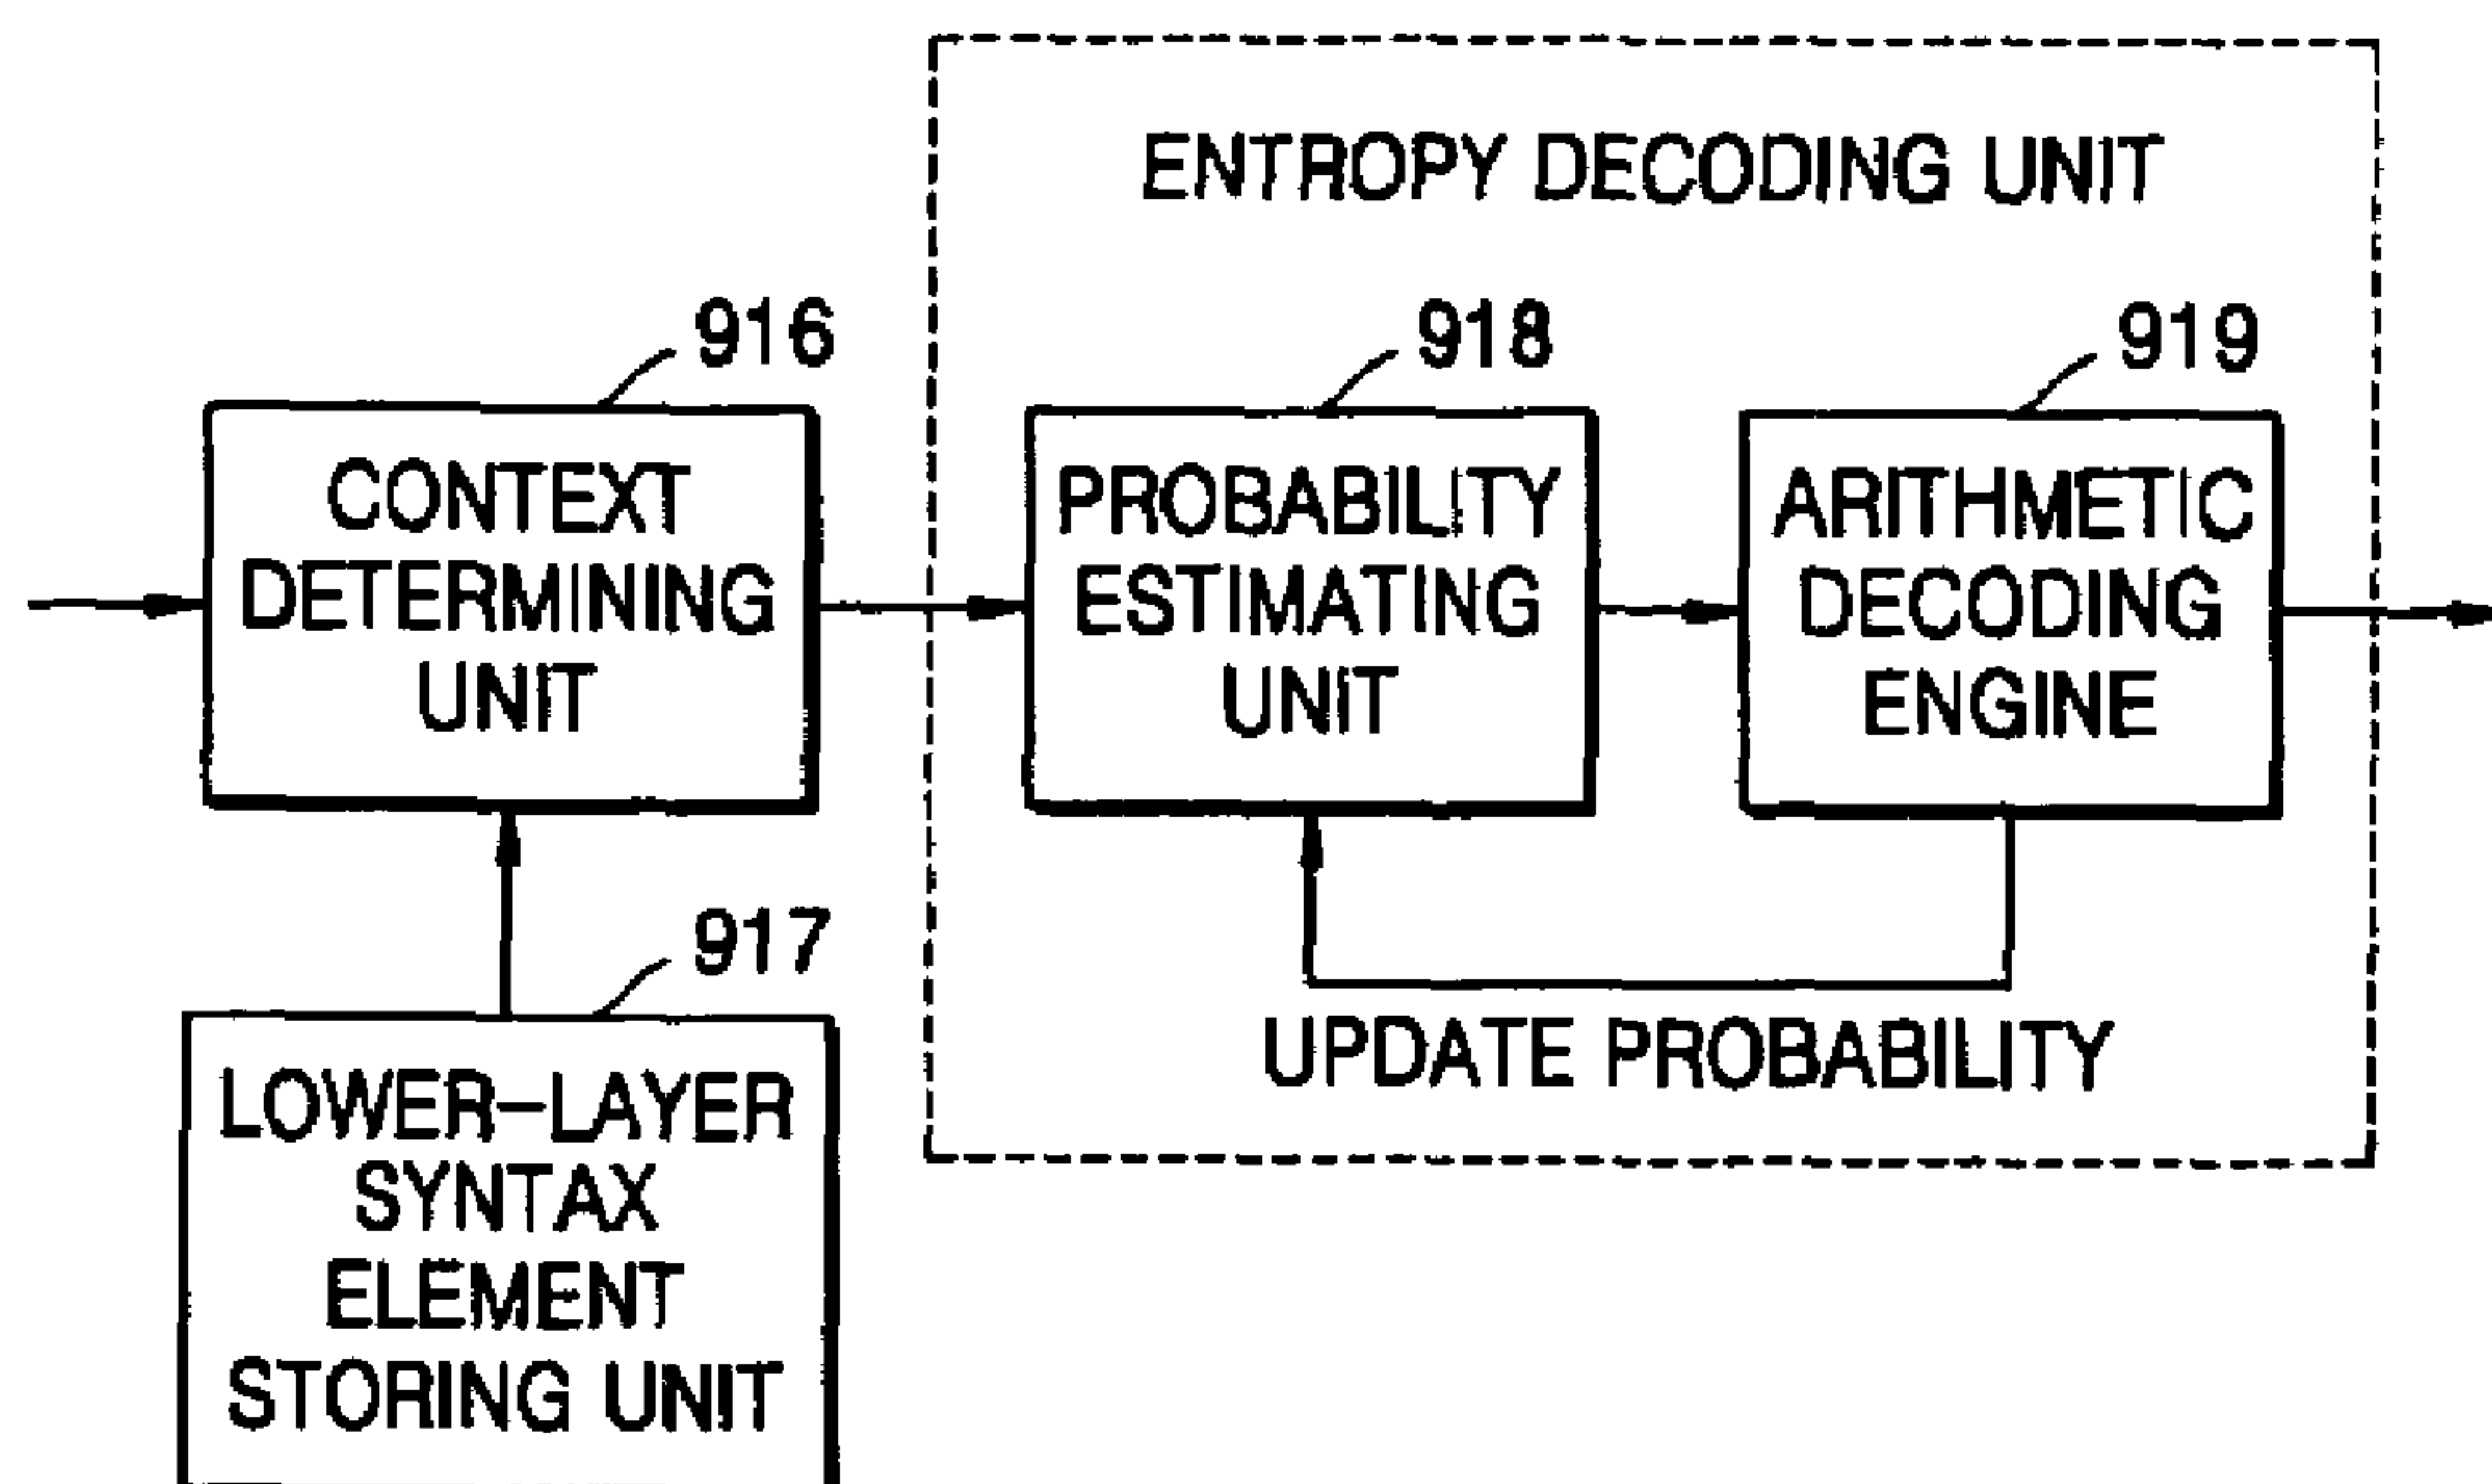 ENTROPY DECODING UNIT
916
918
919
CONTEXT
DETERMINING
UNIT
PROBABILITY
ESTIMATING
UNIT
ARITHMETIC
DECODING
ENGINE
917
UPDATE PROBABILITY
LOWER-LAYER
SYNTAX
ELEMENT
STORING UNIT